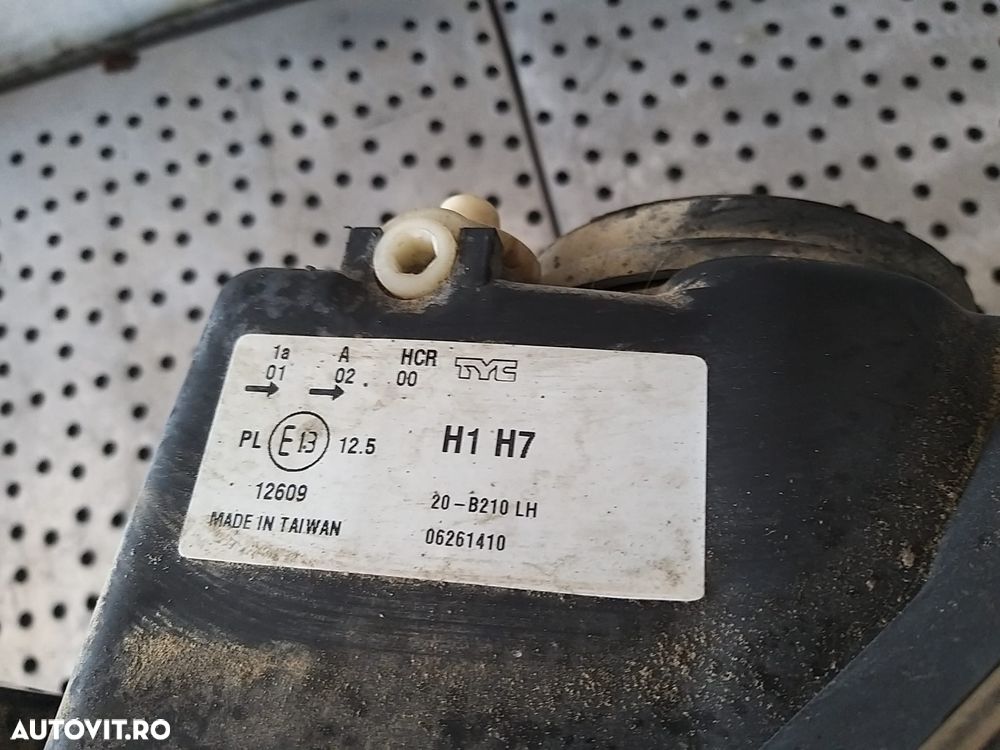 1a A HCR TYC
01 02. 00
PL E13 12.5 H1 H7
12609 20-B210 LH
MADE IN TAIWAN 06261410
AUTOVIT.RO